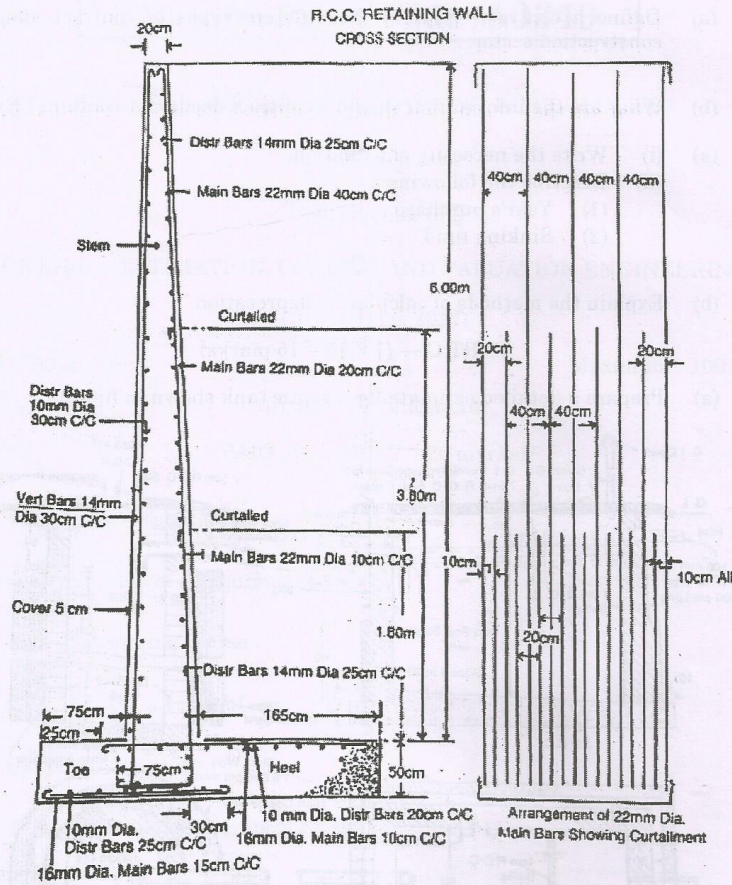 R.C.C. RETAINING WALL
CROSS SECTION
20cm
Distr Bars 14mm Dia 25cm C/C
Main Bars 22mm Dia 40cm C/C
Stem
Curtailed
Main Bars 22mm Dia 20cm C/C
Distr Bars
10mm Dia
30cm C/C
Vert Bars 14mm
Dia 30cm C/C
Curtailed
Main Bars 22mm Dia 10cm C/C
Cover 5 cm
Distr Bars 14mm Dia 25cm C/C
6.00m
3.80m
1.80m
75cm
165cm
25cm
Toe
75cm
Heel
50cm
30cm
10mm Dia.
Distr Bars 25cm C/C
16mm Dia. Main Bars 15cm C/C
10 mm Dia. Distr Bars 20cm C/C
16mm Dia. Main Bars 10cm C/C
40cm 40cm 40cm 40cm
20cm 20cm
40cm 40cm
10cm
10cm All
20cm
Arrangement of 22mm Dia.
Main Bars Showing Curtailment